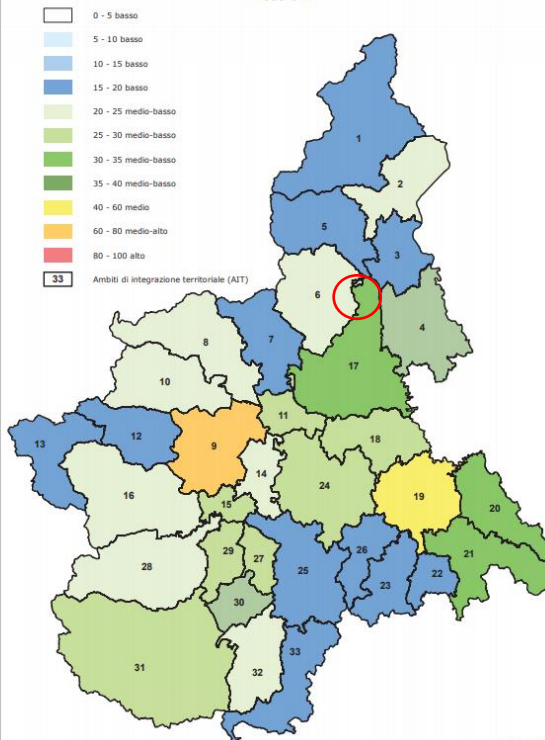 0 - 5 basso
5 - 10 basso
10 - 15 basso
15 - 20 basso
20 - 25 medio-basso
25 - 30 medio-basso
30 - 35 medio-basso
35 - 40 medio-basso
40 - 60 medio
60 - 80 medio-alto
80 - 100 alto
33 Ambiti di integrazione territoriale (AIT)
1
2
5
3
6
4
8
7
17
10
11
13
12
9
18
14
16
24
19
15
20
29
27
26
21
28
25
23
22
30
33
31
32